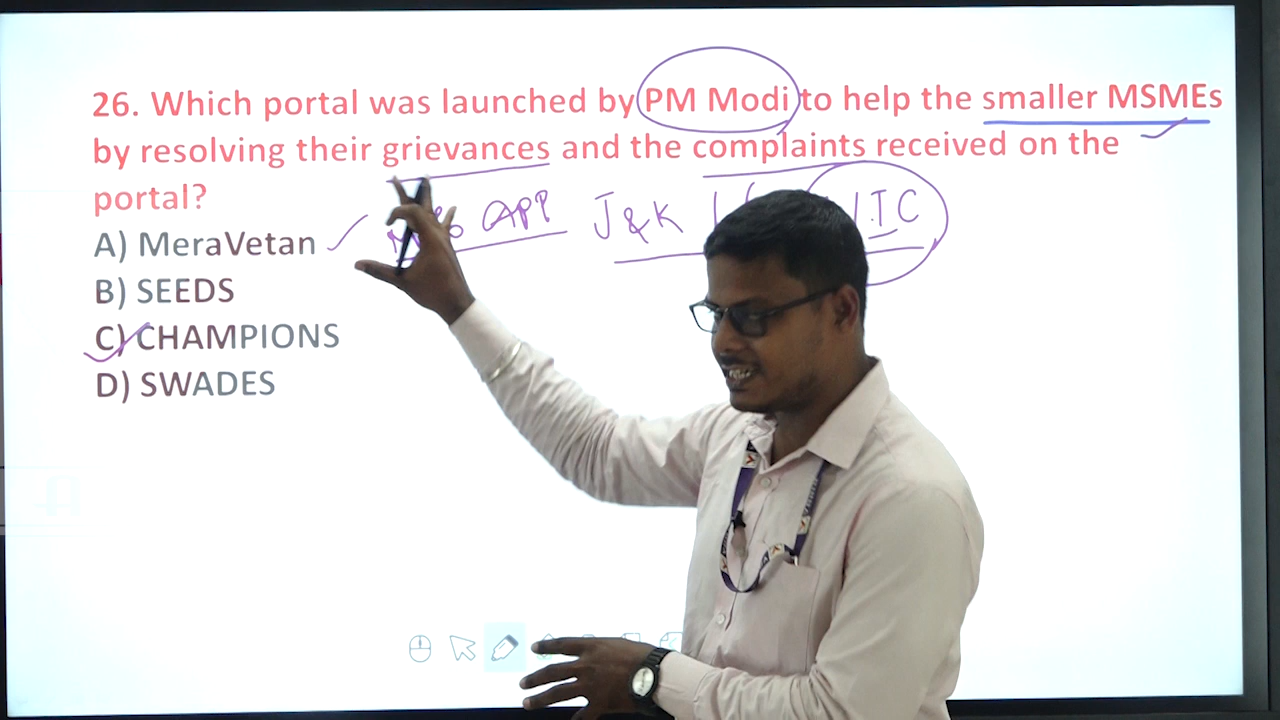 26. Which portal was launched by PM Modi to help the smaller MSMEs
by resolving their grievances and the complaints received on the
portal?
APP J&K
A) MeraVetan
B) SEEDS
C) CHAMPIONS
D) SWADES